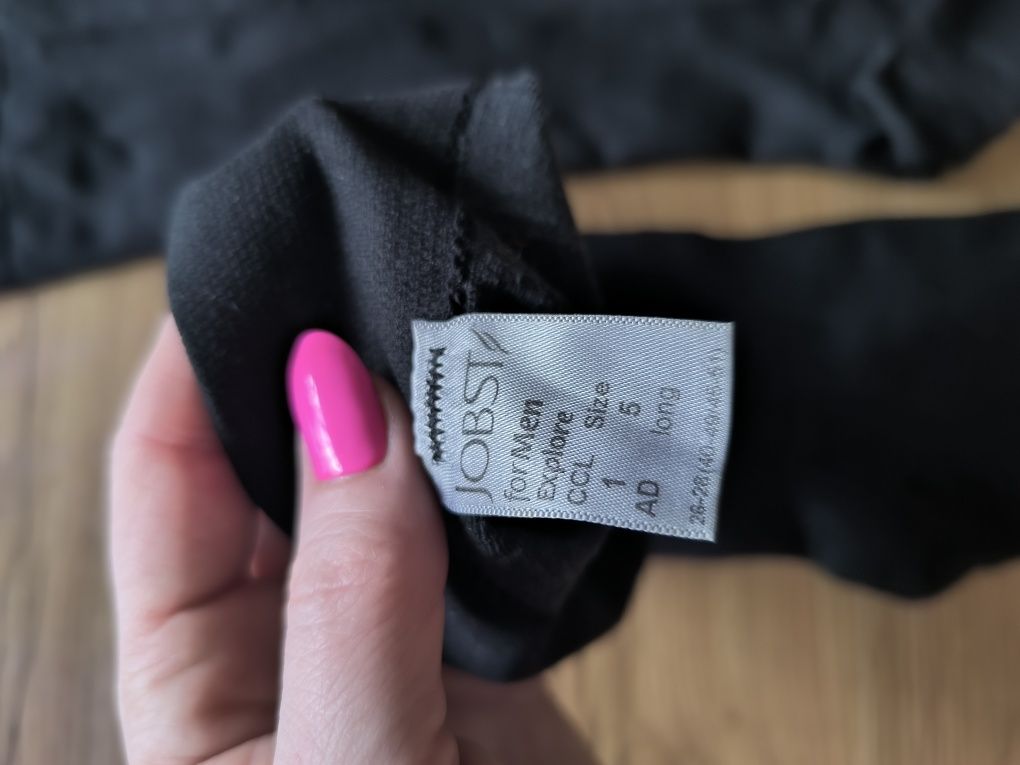 JOBST
for Men
Explore
CCL Size
1 5
AD long